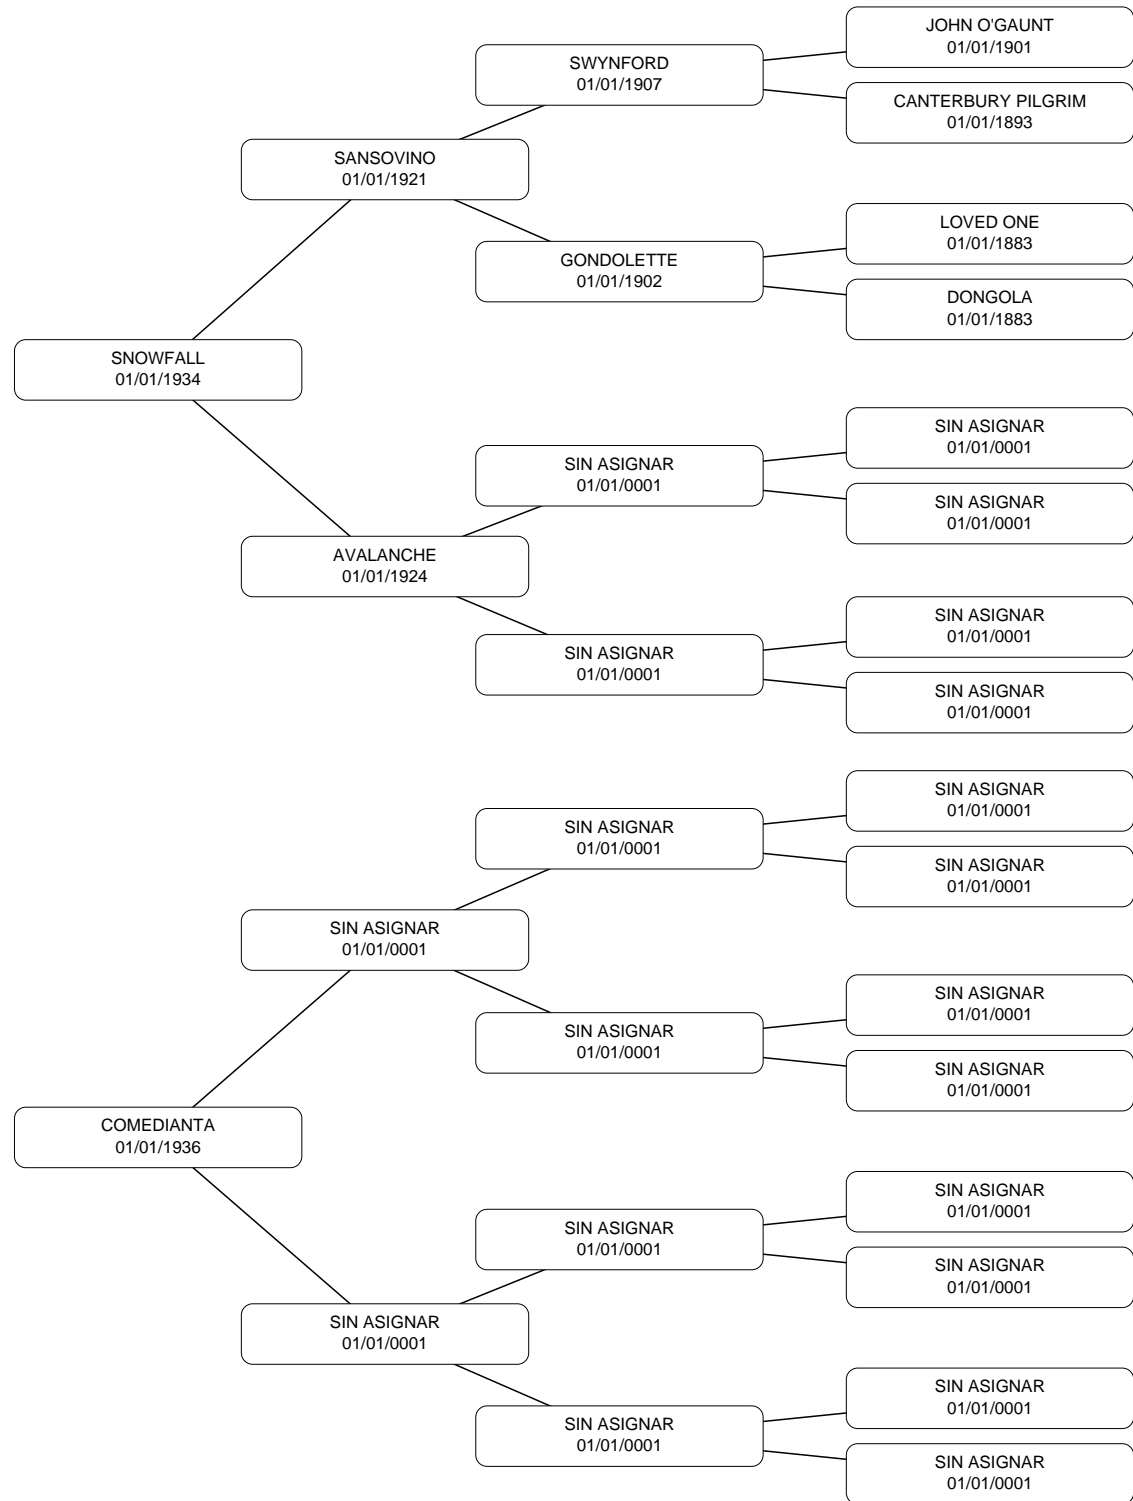 JOHN O'GAUNT
01/01/1901
SWYNFORD
01/01/1907
CANTERBURY PILGRIM
01/01/1893
SANSOVINO
01/01/1921
LOVED ONE
01/01/1883
GONDOLETTE
01/01/1902
DONGOLA
01/01/1883
SNOWFALL
01/01/1934
SIN ASIGNAR
01/01/0001
SIN ASIGNAR
01/01/0001
SIN ASIGNAR
01/01/0001
AVALANCHE
01/01/1924
SIN ASIGNAR
01/01/0001
SIN ASIGNAR
01/01/0001
SIN ASIGNAR
01/01/0001
SIN ASIGNAR
01/01/0001
SIN ASIGNAR
01/01/0001
SIN ASIGNAR
01/01/0001
SIN ASIGNAR
01/01/0001
SIN ASIGNAR
01/01/0001
SIN ASIGNAR
01/01/0001
SIN ASIGNAR
01/01/0001
COMEDIANTA
01/01/1936
SIN ASIGNAR
01/01/0001
SIN ASIGNAR
01/01/0001
SIN ASIGNAR
01/01/0001
SIN ASIGNAR
01/01/0001
SIN ASIGNAR
01/01/0001
SIN ASIGNAR
01/01/0001
SIN ASIGNAR
01/01/0001